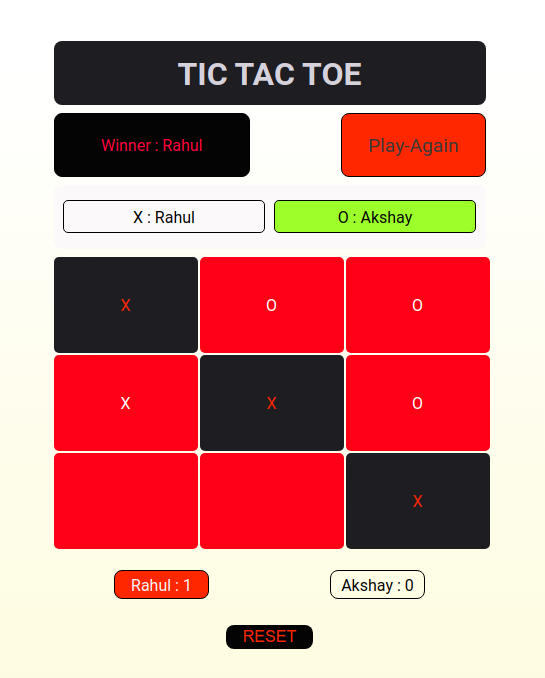 TIC TAC TOE
Winner : Rahul
Play-Again
X : Rahul
O : Akshay
X O O
X X O
X
Rahul : 1
Akshay : 0
RESET